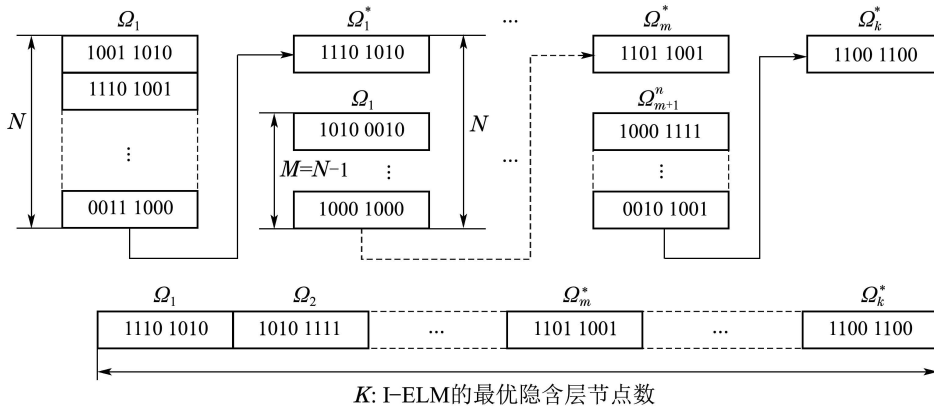 Ω₁ Ω₁* ... Ωₘ* Ωₖ*
1001 1010 1110 1010 1101 1001 1100 1100
1110 1001
Ω₁ Ωⁿₘ₊₁
N 1010 0010 N 1000 1111
⋮ M=N−1 ⋮ ... ⋮
0011 1000 1000 1000 0010 1001
Ω₁ Ω₂ Ωₘ* Ωₖ*
1110 1010 1010 1111 ... 1101 1001 ... 1100 1100
K: I−ELM的最优隐含层节点数